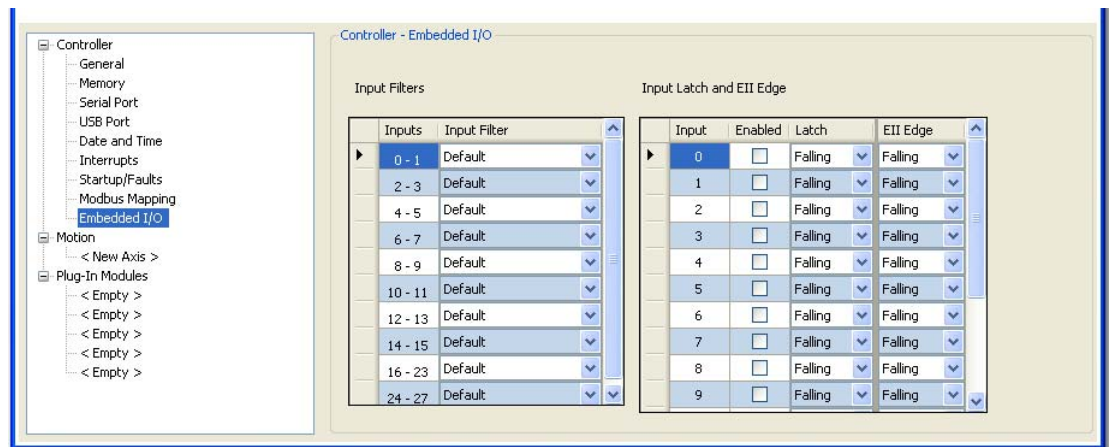 Controller
General
Memory
Serial Port
USB Port
Date and Time
Interrupts
Startup/Faults
Modbus Mapping
Embedded I/O
Motion
< New Axis >
Plug-In Modules
< Empty >
< Empty >
< Empty >
< Empty >
< Empty >
Controller - Embedded I/O
Input Filters
Inputs Input Filter
0 - 1 Default
2 - 3 Default
4 - 5 Default
6 - 7 Default
8 - 9 Default
10 - 11 Default
12 - 13 Default
14 - 15 Default
16 - 23 Default
24 - 27 Default
Input Latch and EII Edge
Input Enabled Latch EII Edge
0 Falling Falling
1 Falling Falling
2 Falling Falling
3 Falling Falling
4 Falling Falling
5 Falling Falling
6 Falling Falling
7 Falling Falling
8 Falling Falling
9 Falling Falling